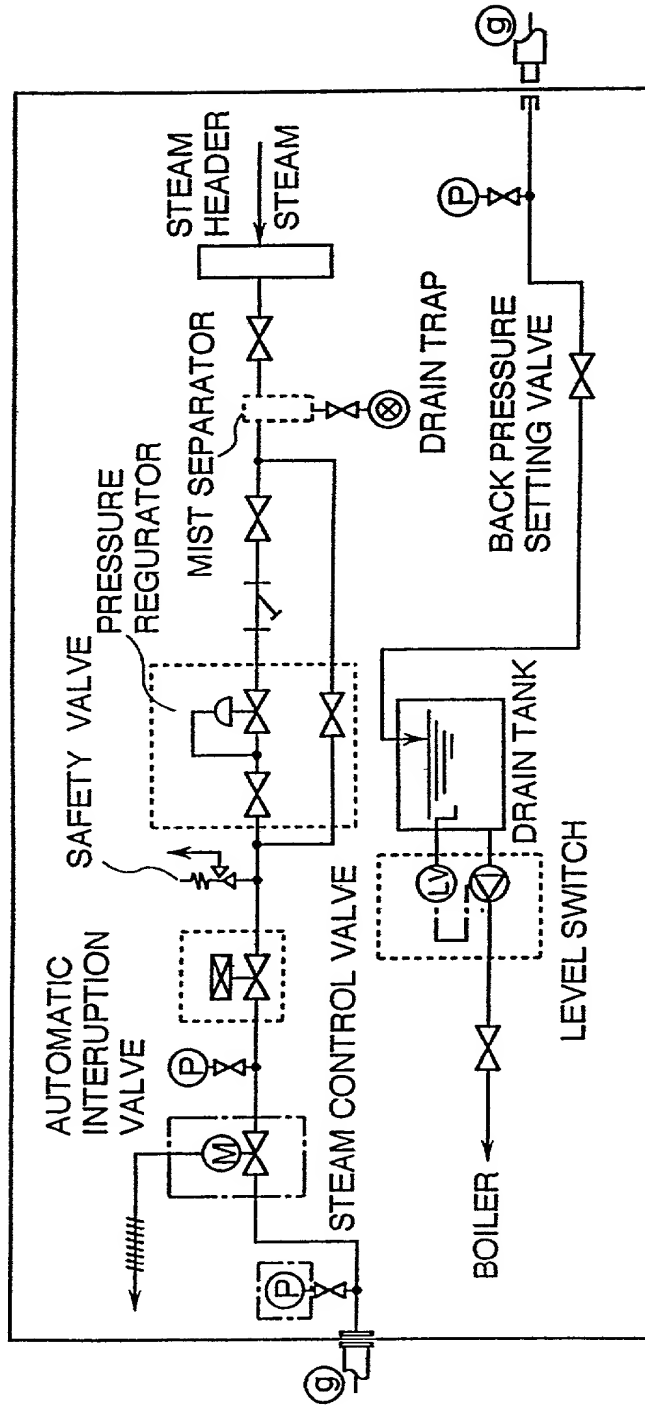 g
AUTOMATIC
INTERUPTION
VALVE
SAFETY VALVE
PRESSURE
REGURATOR
MIST SEPARATOR
STEAM
HEADER
STEAM
P
M
P
STEAM CONTROL VALVE
DRAIN TRAP
BACK PRESSURE
SETTING VALVE
P
g
BOILER
LV
LEVEL SWITCH
DRAIN TANK